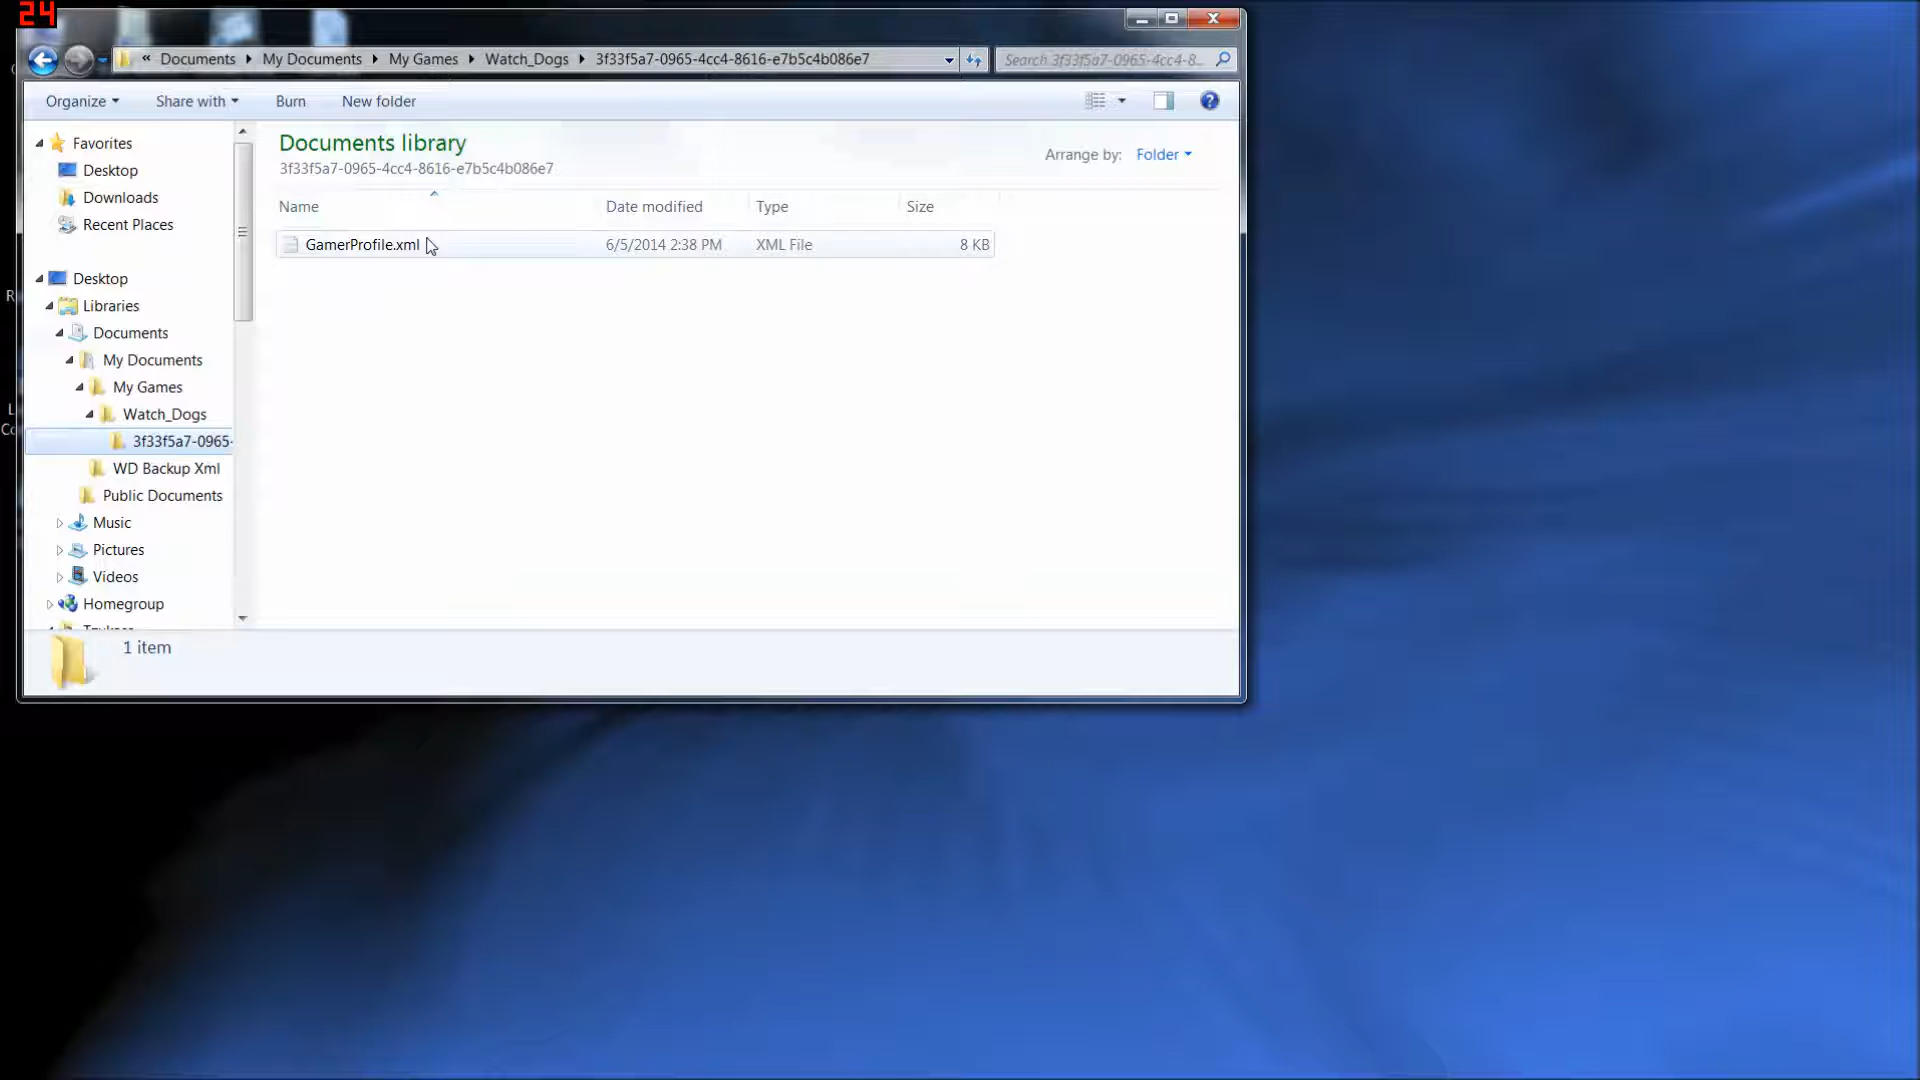 24
« Documents ▸ My Documents ▸ My Games ▸ Watch_Dogs ▸ 3f33f5a7-0965-4cc4-8616-e7b5c4b086e7
Search 3f33f5a7-0965-4cc4-8...
Organize
Share with
Burn
New folder
Favorites
Desktop
Downloads
Recent Places
Desktop
Libraries
Documents
My Documents
My Games
Watch_Dogs
3f33f5a7-0965-
WD Backup Xml
Public Documents
Music
Pictures
Videos
Homegroup
Documents library
3f33f5a7-0965-4cc4-8616-e7b5c4b086e7
Arrange by: Folder
Name Date modified Type Size
GamerProfile.xml 6/5/2014 2:38 PM XML File 8 KB
1 item